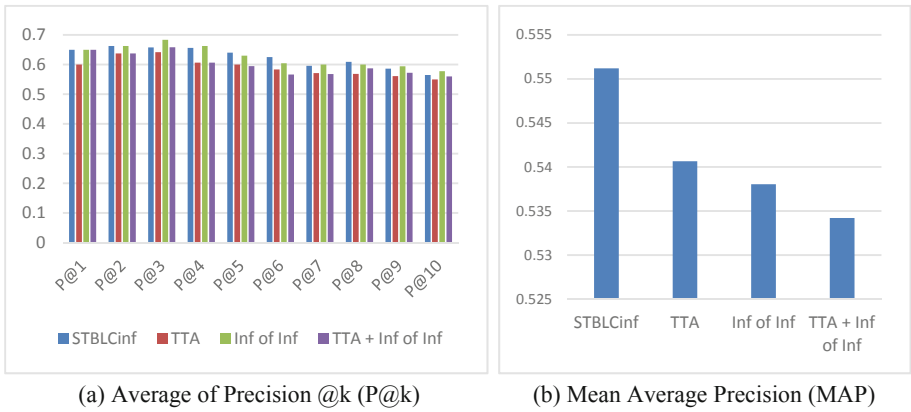 0.7
0.6
0.5
0.4
0.3
0.2
0.1
0
P@1 P@2 P@3 P@4 P@5 P@6 P@7 P@8 P@9 P@10
STBLCinf TTA Inf of Inf TTA + Inf of Inf
(a) Average of Precision @k (P@k)
0.555
0.55
0.545
0.54
0.535
0.53
0.525
STBLCinf TTA Inf of Inf TTA + Inf
of Inf
(b) Mean Average Precision (MAP)